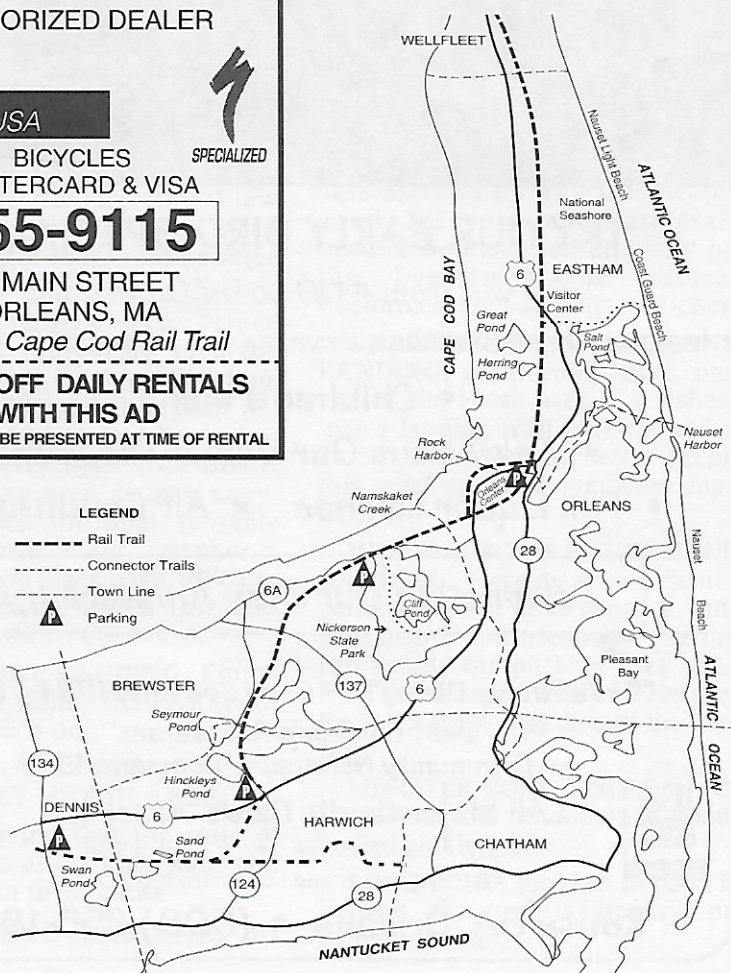 ORIZED DEALER
USA
BICYCLES
SPECIALIZED
TERCARD & VISA
55-9115
MAIN STREET
ORLEANS, MA
Cape Cod Rail Trail
OFF DAILY RENTALS
WITH THIS AD
BE PRESENTED AT TIME OF RENTAL
WELLFLEET
Nauset Light Beach
ATLANTIC OCEAN
National
Seashore
CAPE COD BAY
6
EASTHAM
Visitor
Center
Coast Guard Beach
Great
Pond
Salt
Pond
Herring
Pond
Rock
Harbor
Nauset
Harbor
Orleans
Center
P
Namskaket
Creek
ORLEANS
28
Nauset
Beach
LEGEND
Rail Trail
Connector Trails
Town Line
P
Parking
P
6A
Cliff
Pond
Nickerson
State
Park
137
6
Pleasant
Bay
ATLANTIC
OCEAN
BREWSTER
Seymour
Pond
134
Hinckleys
Pond
P
DENNIS
6
HARWICH
P
CHATHAM
Sand
Pond
Swan
Pond
124
28
NANTUCKET SOUND